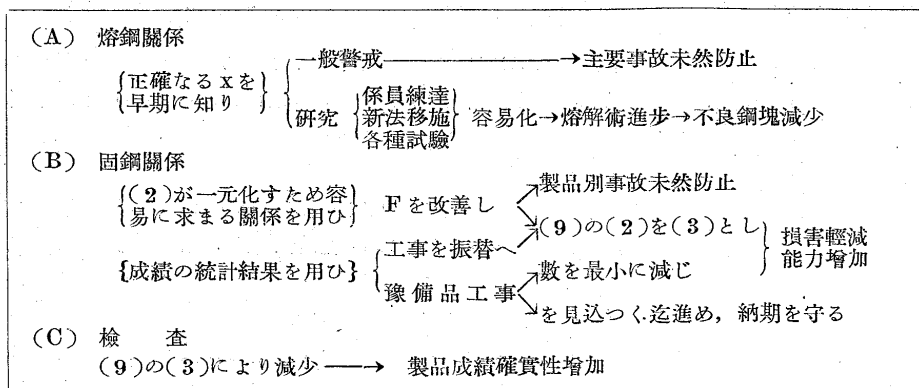 (A) 熔鋼關係
一般警戒→主要事故未然防止
{正確なるxを
早期に知り}
硏究{係員練達
新法移施
各種試驗}容易化→熔解術進步→不良鋼塊減少
(B) 固鋼關係
{(2)が一元化すため容
易に求まる關係を用ひ} Fを改善し
製品別事故未然防止
(9)の(2)を(3)とし
工事を振替へ
{成績の統計結果を用ひ}
豫備品工事
數を最小に減じ
を見込つく迄進め,納期を守る
損害輕減
能力增加
(C) 檢 查
(9)の(3)により減少→ 製品成績確實性增加